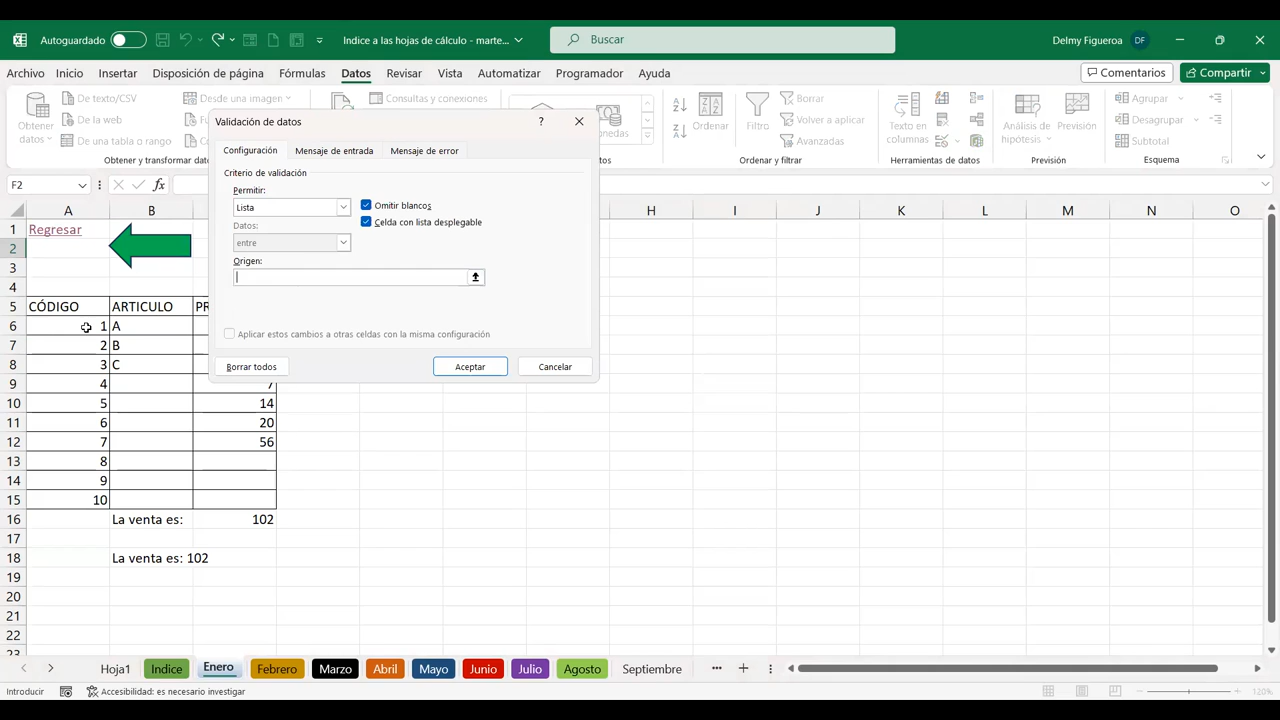 Autoguardado
Indice a las hojas de cálculo - marte...
Buscar
Delmy Figueroa DF
Archivo Inicio Insertar Disposición de página Fórmulas Datos Revisar Vista Automatizar Programador Ayuda Comentarios Compartir
Obtener datos
De texto/CSV
De la web
De una tabla o rango
Desde una imagen
Consultas y conexiones
Ordenar
Filtro
Borrar
Volver a aplicar
Avanzadas
Texto en columnas
Análisis de hipótesis
Previsión
Agrupar
Desagrupar
Subtotal
Obtener y transformar
Ordenar y filtrar
Herramientas de datos
Previsión
Esquema
F2
fx
Validación de datos ?
Configuración Mensaje de entrada Mensaje de error
Criterio de validación
Permitir:
Lista
Omitir blancos
Celda con lista desplegable
Datos:
entre
Origen:
Aplicar estos cambios a otras celdas con la misma configuración
Borrar todos Aceptar Cancelar
A B H I J K L M N O
1 Regresar
2
3
4
5 CÓDIGO ARTICULO PR
6 1 A
7 2 B
8 3 C
9 4 7
10 5 14
11 6 20
12 7 56
13 8
14 9
15 10
16 La venta es: 102
17
18 La venta es: 102
19
20
21
22
23
Hoja1 Indice Enero Febrero Marzo Abril Mayo Junio Julio Agosto Septiembre ...
Introducir Accesibilidad: es necesario investigar 120%